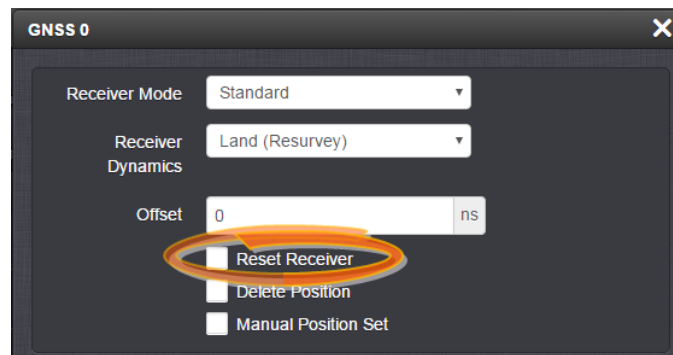 GNSS 0
Receiver Mode Standard
Receiver Dynamics Land (Resurvey)
Offset 0 ns
Reset Receiver
Delete Position
Manual Position Set